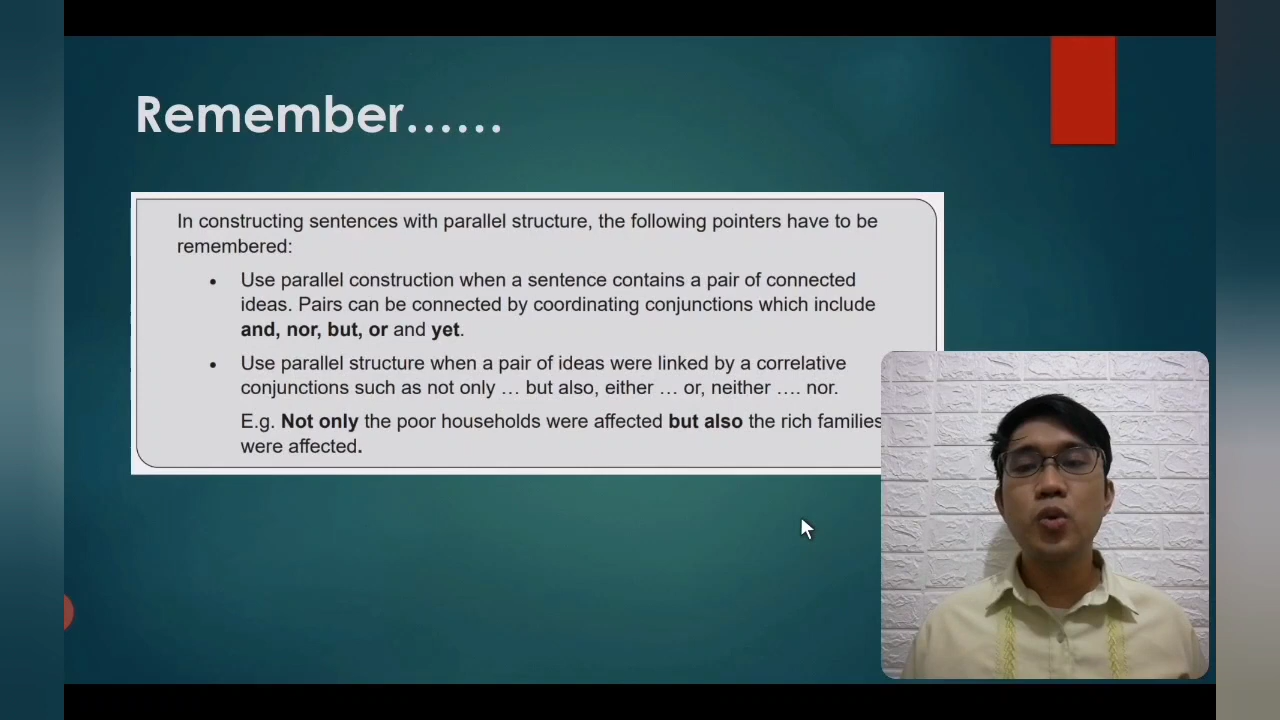 Remember......
In constructing sentences with parallel structure, the following pointers have to be
remembered:
• Use parallel construction when a sentence contains a pair of connected
ideas. Pairs can be connected by coordinating conjunctions which include
and, nor, but, or and yet.
• Use parallel structure when a pair of ideas were linked by a correlative
conjunctions such as not only … but also, either … or, neither …. nor.
E.g. Not only the poor households were affected but also the rich families
were affected.